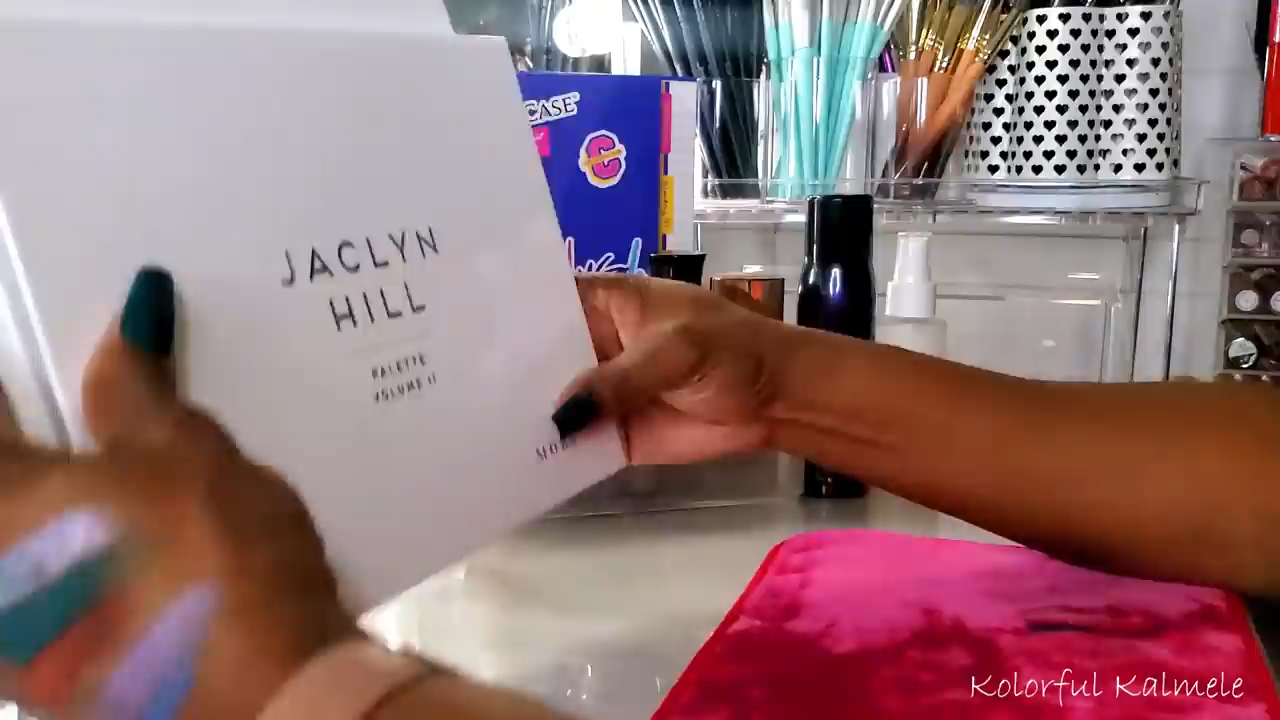 JACLYN
HILL
PALETTE
VOLUME II
CASE
Kolorful Kalmele